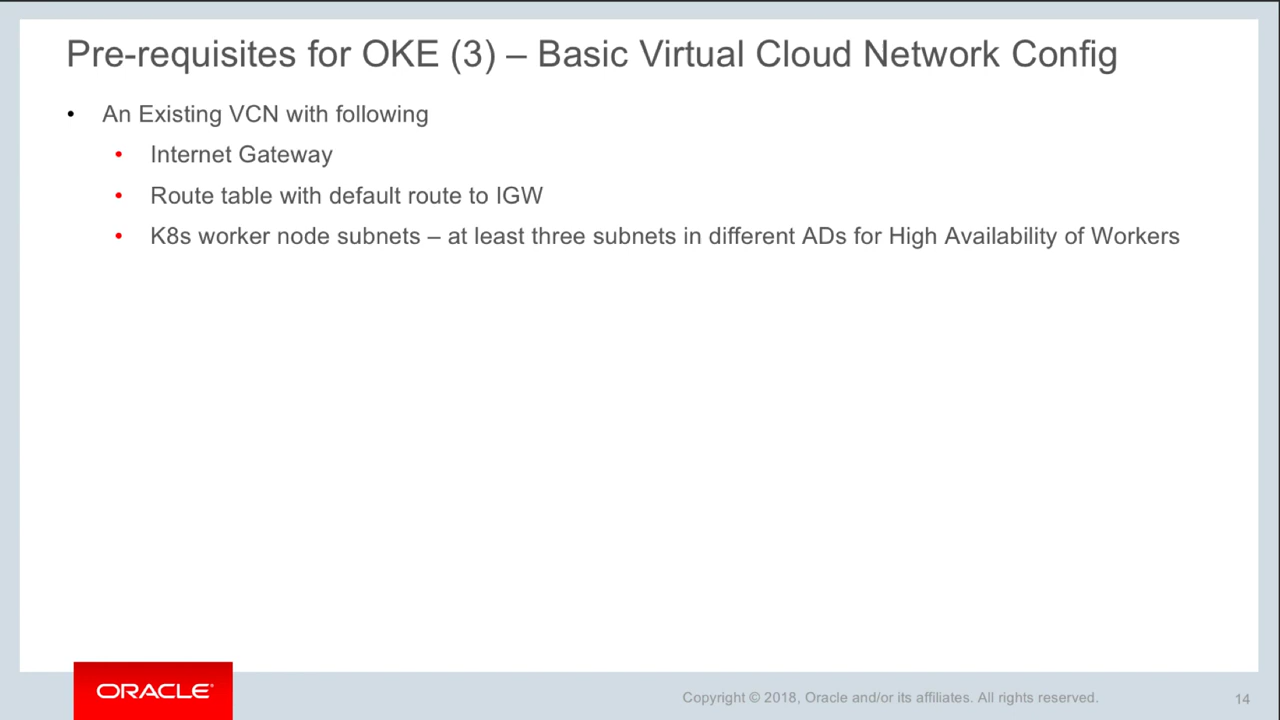 Pre-requisites for OKE (3) – Basic Virtual Cloud Network Config
• An Existing VCN with following
• Internet Gateway
• Route table with default route to IGW
• K8s worker node subnets – at least three subnets in different ADs for High Availability of Workers
ORACLE®
Copyright © 2018, Oracle and/or its affiliates. All rights reserved.
14